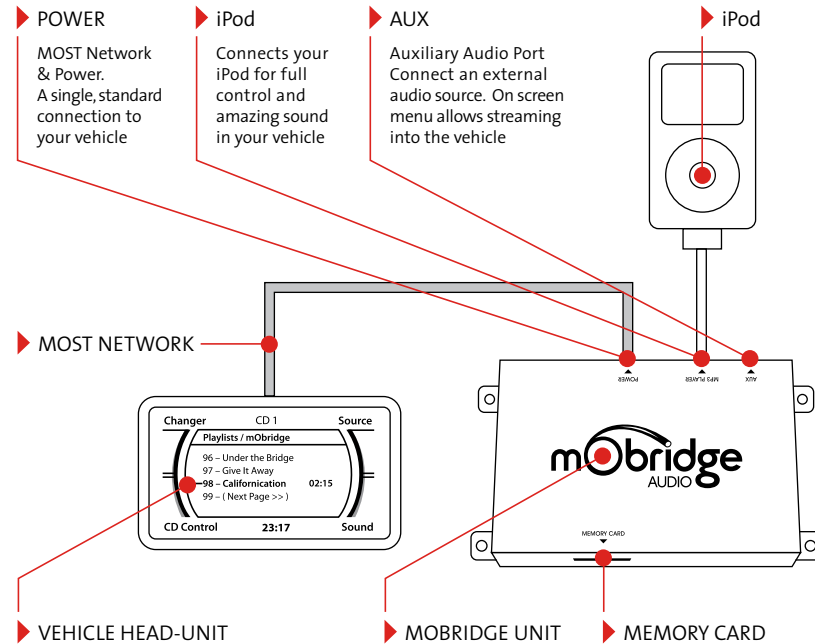 POWER
MOST Network
& Power.
A single, standard
connection to
your vehicle
iPod
Connects your
iPod for full
control and
amazing sound
in your vehicle
AUX
Auxiliary Audio Port
Connect an external
audio source. On screen
menu allows streaming
into the vehicle
iPod
MOST NETWORK
POWER
MP3 PLAYER
AUX
Changer CD 1 Source
Playlists / mObridge
96 – Under the Bridge
97 – Give It Away
98 – Californication 02:15
99 – ( Next Page >> )
CD Control 23:17 Sound
mObridge
AUDIO
MEMORY CARD
VEHICLE HEAD-UNIT
MOBRIDGE UNIT
MEMORY CARD